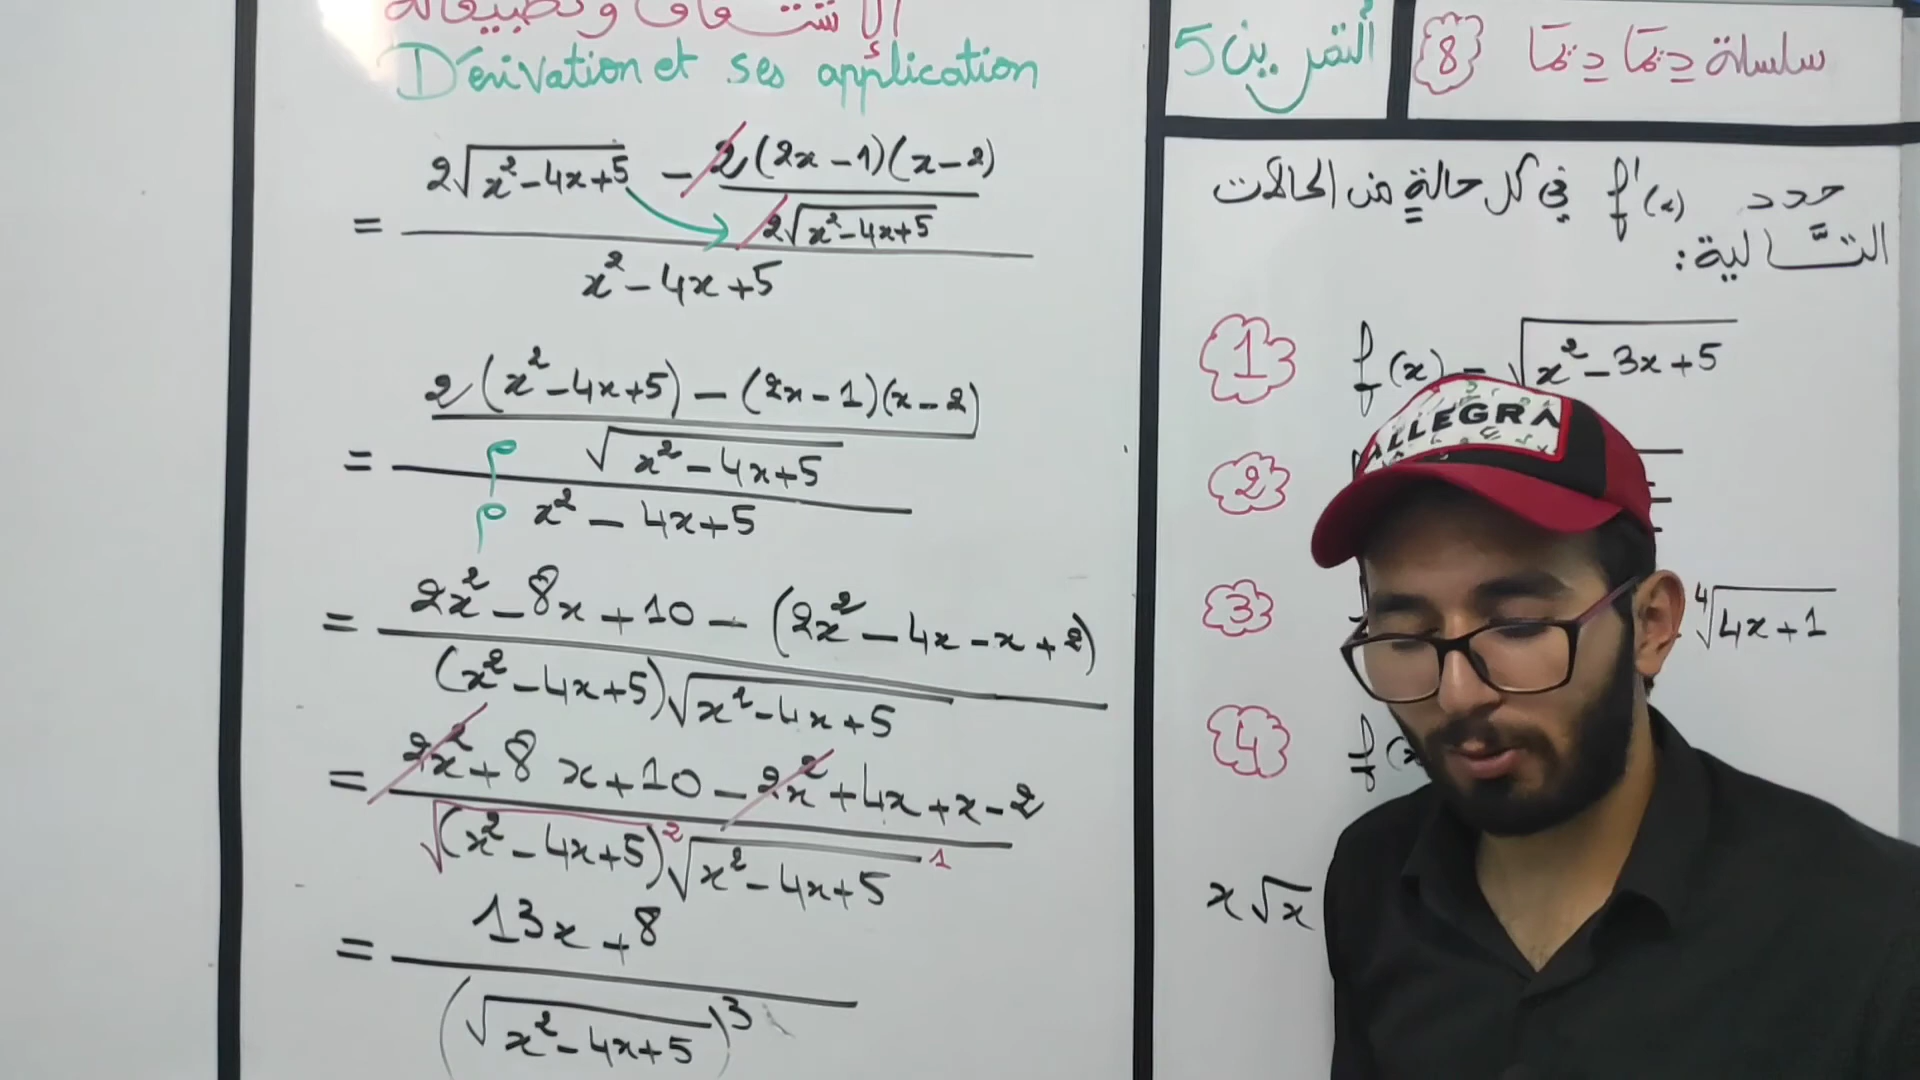 الاشتقاق وتطبيقاته
Dérivation et ses application
= (2√(x²-4x+5) - 2(2x-1)(x-2)/(2√(x²-4x+5)))/(x²-4x+5)
= ((2(x²-4x+5)-(2x-1)(x-2))/√(x²-4x+5))/(x²-4x+5)
= (2x²-8x+10-(2x²-4x-x+2))/((x²-4x+5)√(x²-4x+5))
= (2x²+8x+10-2x²+4x+x-2)/(√(x²-4x+5)² √(x²-4x+5)¹)
= (13x+8)/(√(x²-4x+5))³
التمرين 5
سلسلة 8
حدد f'(x) في كل حالة من الحالات
التالية:
1 f(x) = √(x²-3x+5)
ALLEGRA
2
3 ⁴√(4x+1)
4 f(x
x√x